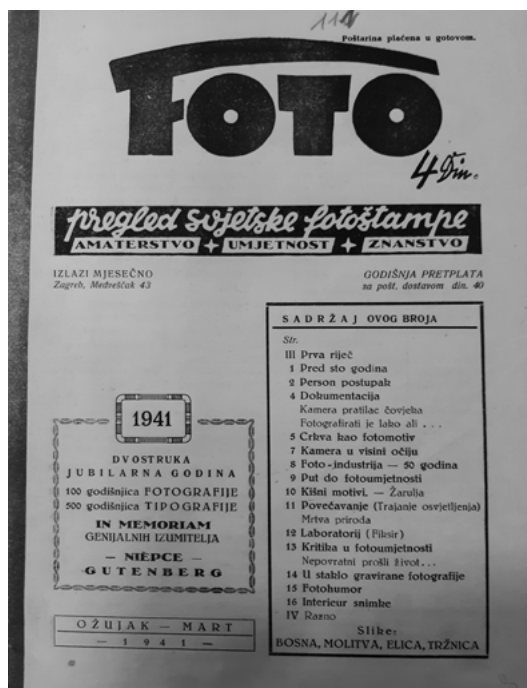 114
Poštarina plaćena u gotovom.
FOTO
4 Din.
pregled svjetske fotoštampe
AMATERSTVO + UMJETNOST + ZNANSTVO
IZLAZI MJESEČNO
Zagreb, Medveščak 43
GODIŠNJA PRETPLATA
sa pošt. dostavom din. 40
1941
DVOSTRUKA
JUBILARNA GODINA
100 godišnjica FOTOGRAFIJE
500 godišnjica TIPOGRAFIJE
IN MEMORIAM
GENIJALNIH IZUMITELJA
— NIÉPCE —
GUTENBERG
OŽUJAK — MART
— 1941 —
SADRŽAJ OVOG BROJA
Str.
III Prva riječ
1 Pred sto godina
2 Person postupak
4 Dokumentacija
Kamera pratilac čovjeka
Fotografirati je lako ali . . .
5 Crkva kao fotomotiv
7 Kamera u visini očiju
8 Foto-industrija — 50 godina
9 Put do fotoumjetnosti
10 Kišni motivi. — Žarulja
11 Povećavanje (Trajanje osvjetljenja)
Mrtva priroda
12 Laboratorij (Fiksir)
13 Kritika u fotoumjetnosti
Nepovratni prošli život . . .
14 U staklo gravirane fotografije
15 Fotohumor
16 Interieur snimke
IV Razno
Slike:
BOSNA, MOLITVA, ELICA, TRŽNICA